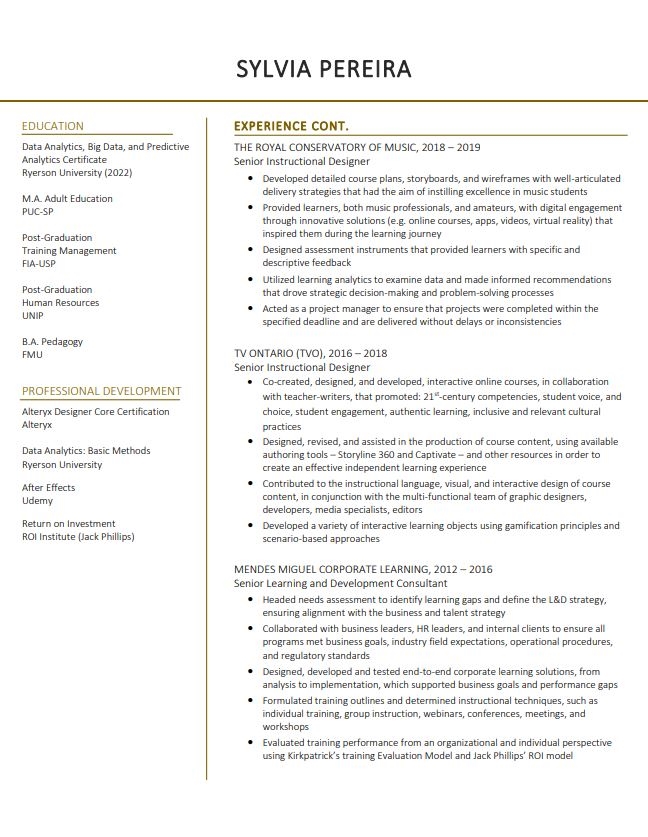 SYLVIA PEREIRA
EDUCATION
Data Analytics, Big Data, and Predictive
Analytics Certificate
Ryerson University (2022)
M.A. Adult Education
PUC-SP
Post-Graduation
Training Management
FIA-USP
Post-Graduation
Human Resources
UNIP
B.A. Pedagogy
FMU
PROFESSIONAL DEVELOPMENT
Alteryx Designer Core Certification
Alteryx
Data Analytics: Basic Methods
Ryerson University
After Effects
Udemy
Return on Investment
ROI Institute (Jack Phillips)
EXPERIENCE CONT.
THE ROYAL CONSERVATORY OF MUSIC, 2018 – 2019
Senior Instructional Designer
• Developed detailed course plans, storyboards, and exercises with well-articulated
delivery strategies that had the aim of instilling excellence in music students
• Provided learners, both music professionals, and amateurs, with digital engagement
through innovative solutions (e.g. online courses, apps, videos, virtual reality) that
inspired them during the learning journey
• Designed assessment instruments that provided learners with specific and
descriptive feedback
• Utilized learning analytics to examine data and made informed recommendations
that drove strategic decision-making and problem-solving processes
• Acted as a project manager to ensure that projects were completed within the
specified deadline and are delivered without delays or inconsistencies
TV ONTARIO (TVO), 2016 – 2018
Senior Instructional Designer
• Co-created, designed, and developed, interactive online courses, in collaboration
with teacher-writers, that promoted: 21st-century competencies, student voice, and
choice, student engagement, authentic learning, inclusive and relevant cultural
practices
• Designed, revised, and assisted in the production of course content, using available
authoring tools – Storyline 360 and Captivate – and other resources in order to
create an effective independent learning experience
• Contributed to the instructional language, visual, and interactive design of course
content, in conjunction with the multi-functional team of graphic designers,
developers, media specialists, editors
• Developed a variety of interactive learning objects using gamification principles and
scenario-based approaches
MENDES MIGUEL CORPORATE LEARNING, 2012 – 2016
Senior Learning and Development Consultant
• Headed needs assessment to identify learning gaps and define the L&D strategy,
ensuring alignment with the business and talent strategy
• Collaborated with business leaders, HR leaders, and internal clients to ensure all
programs met business goals, industry field expectations, operational procedures,
and regulatory standards
• Designed, developed and tested end-to-end corporate learning solutions, from
analysis to implementation, which supported business goals and performance gaps
• Formulated training outlines and determined instructional techniques, such as
individual training, group instruction, webinars, conferences, meetings, and
workshops
• Evaluated training performance from an organizational and individual perspective
using Kirkpatrick's training Evaluation Model and Jack Phillips' ROI model